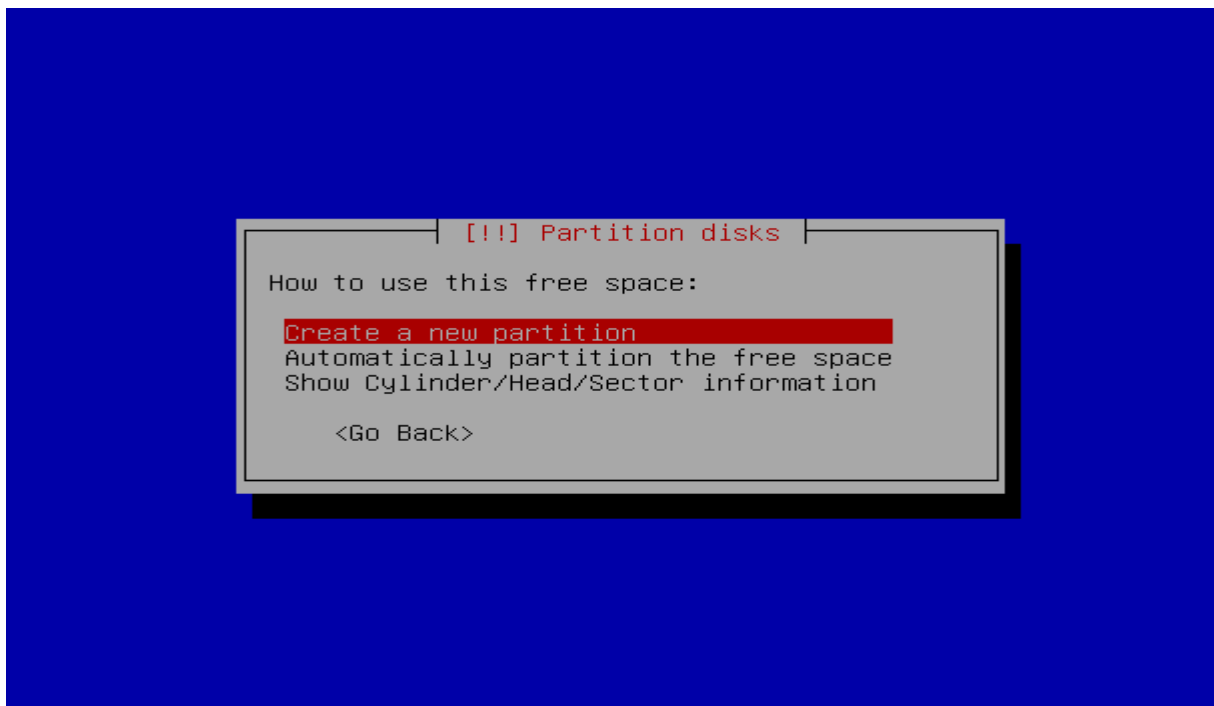 [!!] Partition disks
How to use this free space:
Create a new partition
Automatically partition the free space
Show Cylinder/Head/Sector information
<Go Back>